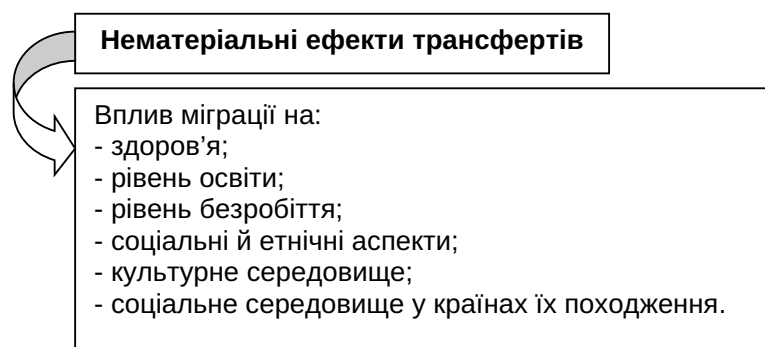 Нематеріальні ефекти трансфертів
Вплив міграції на:
- здоров’я;
- рівень освіти;
- рівень безробіття;
- соціальні й етнічні аспекти;
- культурне середовище;
- соціальне середовище у країнах їх походження.